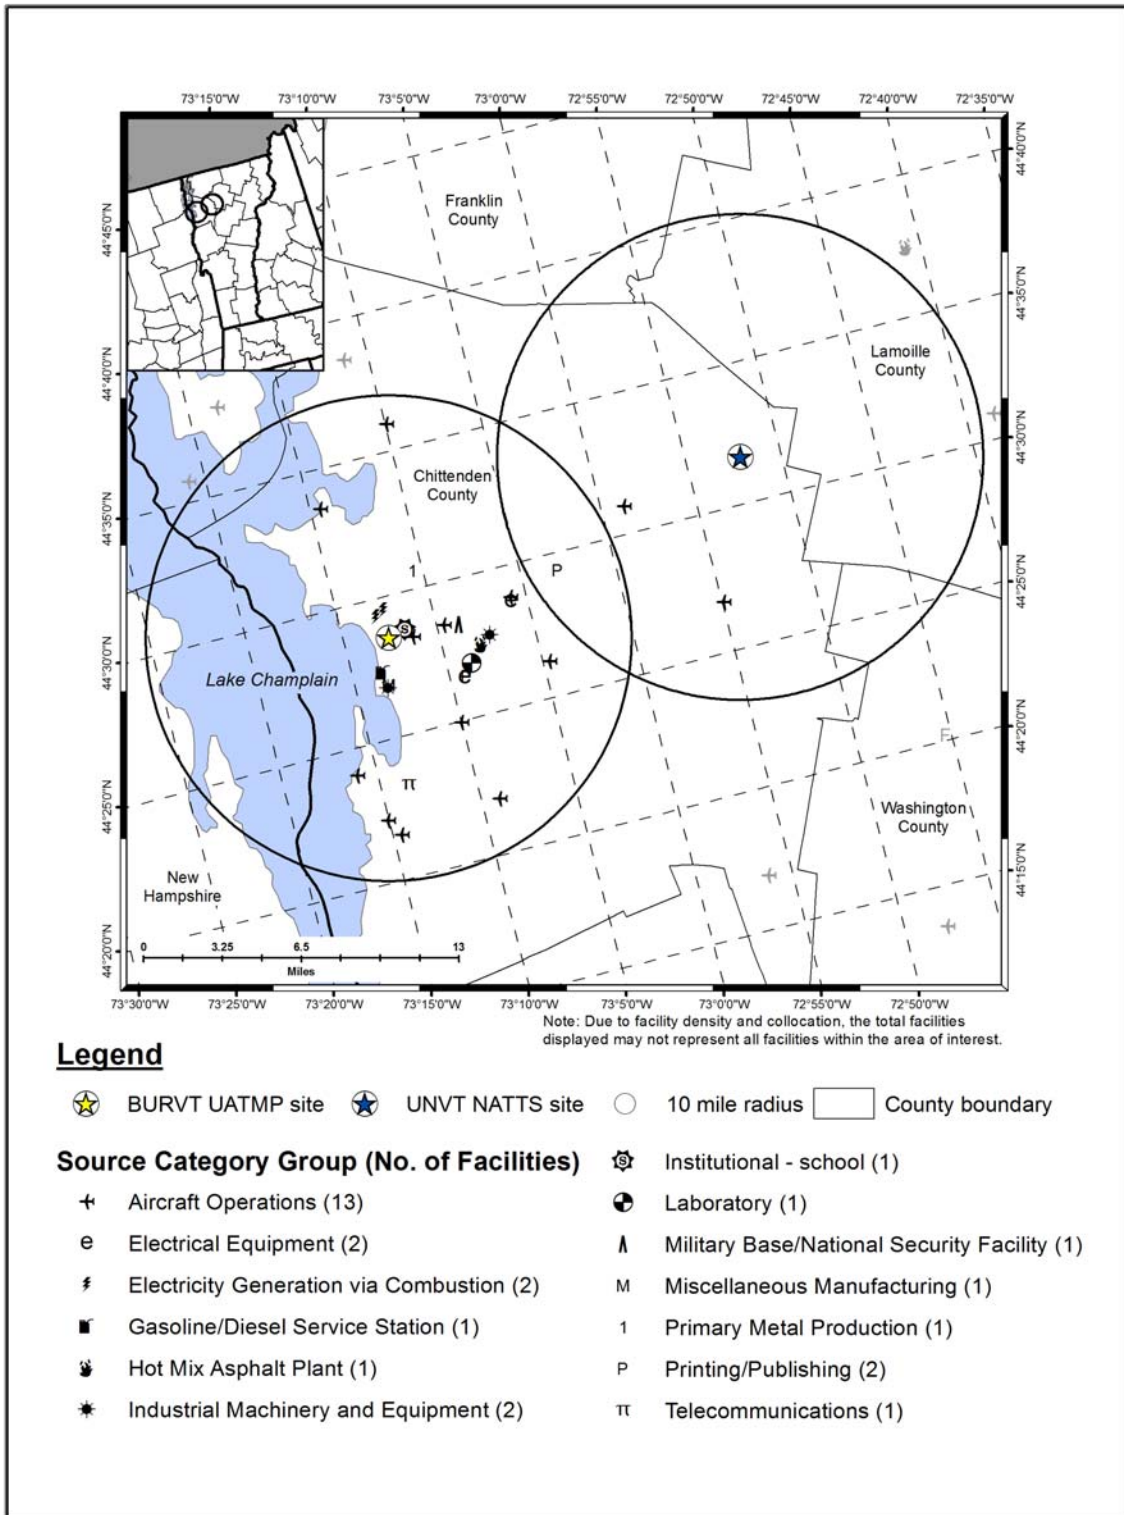 73°15'0"W 73°10'0"W 73°5'0"W 73°0'0"W 72°55'0"W 72°50'0"W 72°45'0"W 72°40'0"W 72°35'0"W
44°45'0"N
44°40'0"N
44°35'0"N
44°30'0"N
44°25'0"N
44°20'0"N
44°40'0"N
44°35'0"N
44°30'0"N
44°25'0"N
44°20'0"N
44°15'0"N
Franklin
County
Lamoille
County
Chittenden
County
1
P
S
e
e
Lake Champlain
π
F
Washington
County
New
Hampshire
0 3.25 6.5 13
Miles
73°30'0"W 73°25'0"W 73°20'0"W 73°15'0"W 73°10'0"W 73°5'0"W 73°0'0"W 72°55'0"W 72°50'0"W
Note: Due to facility density and collocation, the total facilities
displayed may not represent all facilities within the area of interest.
Legend
BURVT UATMP site UNVT NATTS site 10 mile radius County boundary
Source Category Group (No. of Facilities)
Aircraft Operations (13)
e Electrical Equipment (2)
Electricity Generation via Combustion (2)
Gasoline/Diesel Service Station (1)
Hot Mix Asphalt Plant (1)
Industrial Machinery and Equipment (2)
S Institutional - school (1)
Laboratory (1)
Military Base/National Security Facility (1)
M Miscellaneous Manufacturing (1)
1 Primary Metal Production (1)
P Printing/Publishing (2)
π Telecommunications (1)